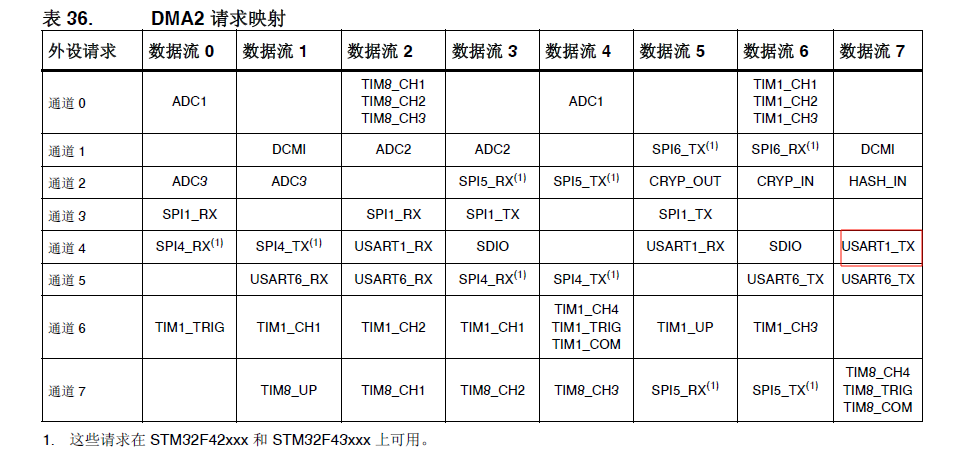 表 36. DMA2 请求映射
外设请求 数据流 0 数据流 1 数据流 2 数据流 3 数据流 4 数据流 5 数据流 6 数据流 7
通道 0 ADC1 TIM8_CH1 TIM8_CH2 TIM8_CH3 ADC1 TIM1_CH1 TIM1_CH2 TIM1_CH3
通道 1 DCMI ADC2 ADC2 SPI6_TX(1) SPI6_RX(1) DCMI
通道 2 ADC3 ADC3 SPI5_RX(1) SPI5_TX(1) CRYP_OUT CRYP_IN HASH_IN
通道 3 SPI1_RX SPI1_RX SPI1_TX SPI1_TX
通道 4 SPI4_RX(1) SPI4_TX(1) USART1_RX SDIO USART1_RX SDIO USART1_TX
通道 5 USART6_RX USART6_RX SPI4_RX(1) SPI4_TX(1) USART6_TX USART6_TX
通道 6 TIM1_TRIG TIM1_CH1 TIM1_CH2 TIM1_CH1 TIM1_CH4 TIM1_TRIG TIM1_COM TIM1_UP TIM1_CH3
通道 7 TIM8_UP TIM8_CH1 TIM8_CH2 TIM8_CH3 SPI5_RX(1) SPI5_TX(1) TIM8_CH4 TIM8_TRIG TIM8_COM
1. 这些请求在 STM32F42xxx 和 STM32F43xxx 上可用。